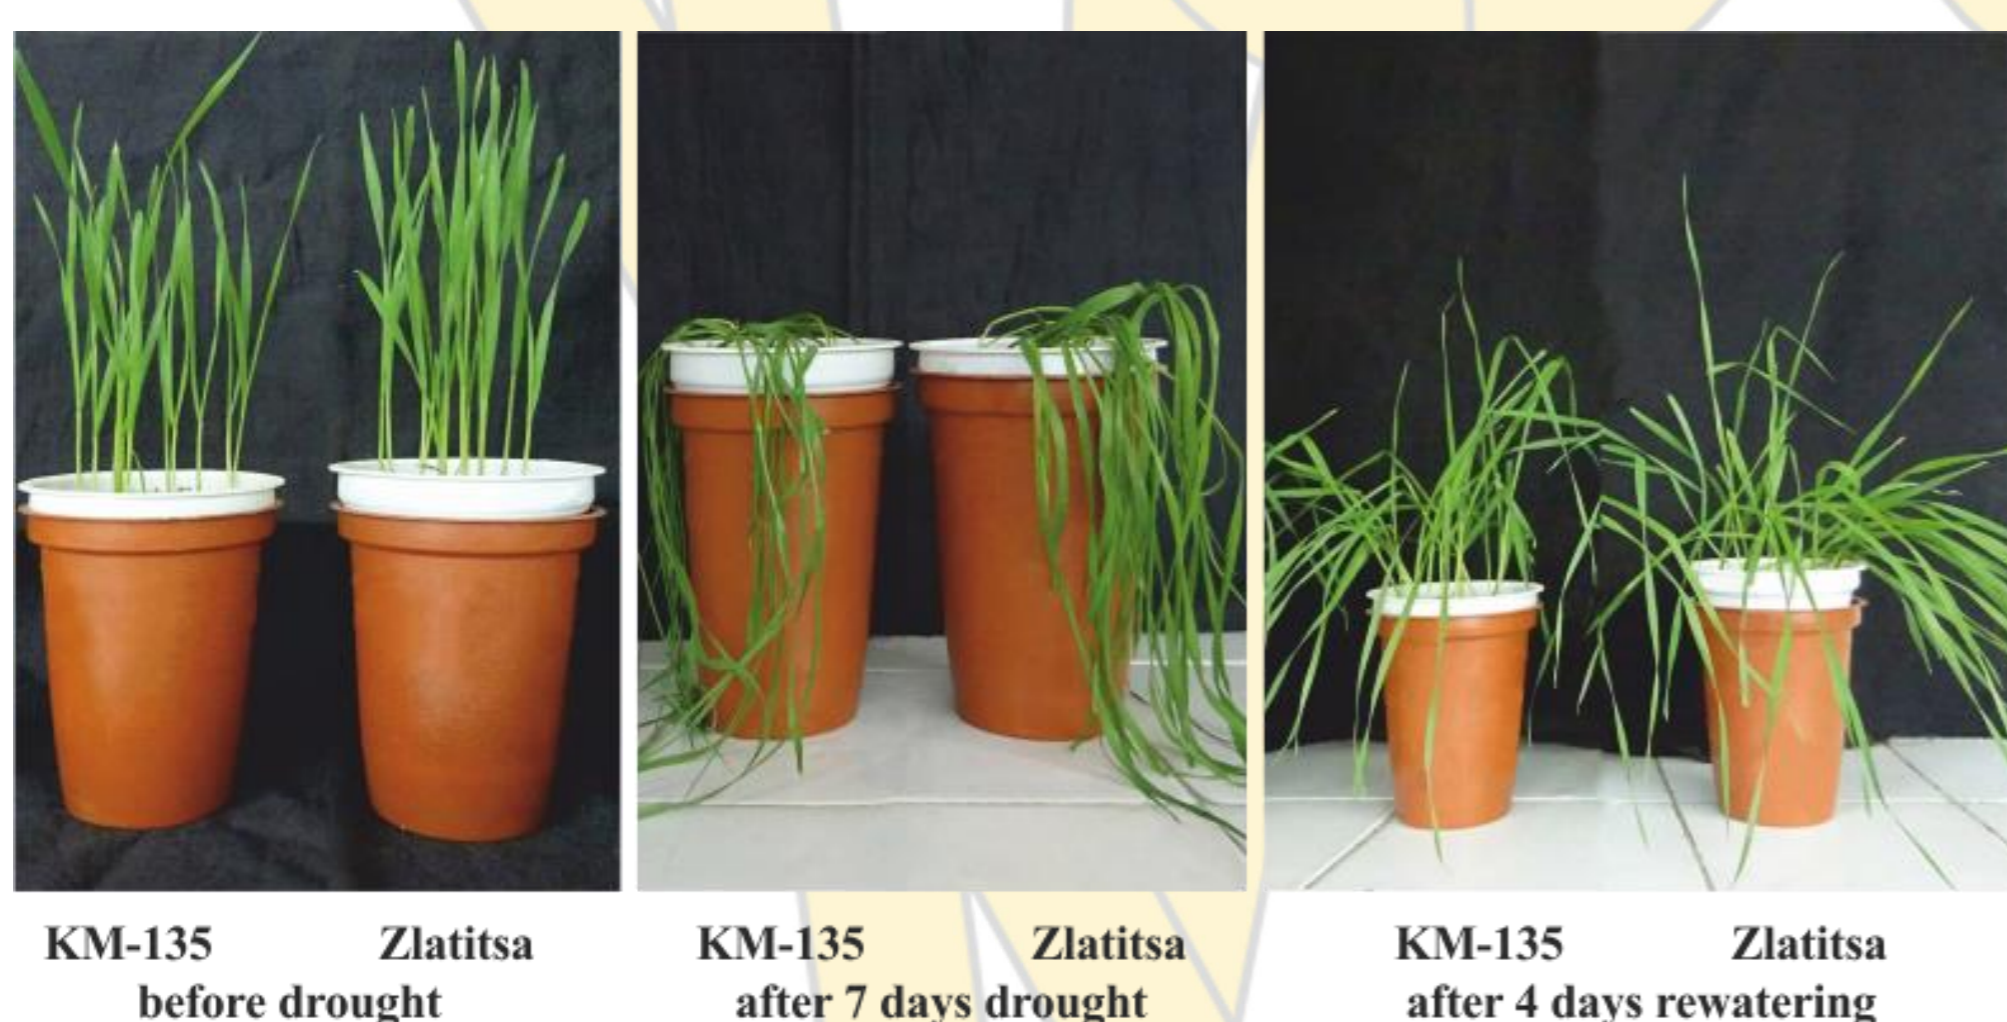 KM-135 Zlatitsa KM-135 Zlatitsa KM-135 Zlatitsa
before drought after 7 days drought after 4 days rewatering